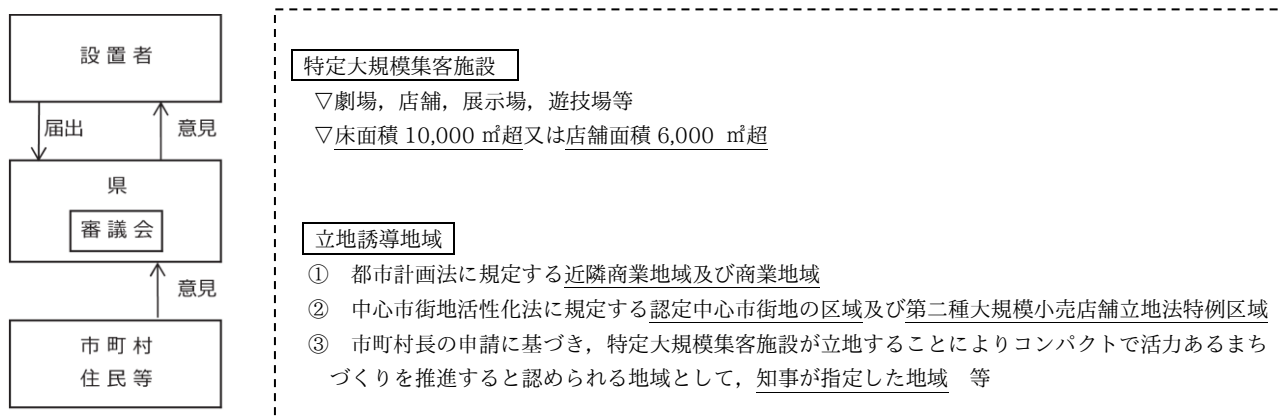 設置者
届出
意見
県
審議会
意見
市町村
住民等
特定大規模集客施設
▽劇場，店舗，展示場，遊技場等
▽床面積 10,000 ㎡超又は店舗面積 6,000 ㎡超
立地誘導地域
① 都市計画法に規定する近隣商業地域及び商業地域
② 中心市街地活性化法に規定する認定中心市街地の区域及び第二種大規模小売店舗立地法特例区域
③ 市町村長の申請に基づき，特定大規模集客施設が立地することによりコンパクトで活力あるまち
づくりを推進すると認められる地域として，知事が指定した地域 等